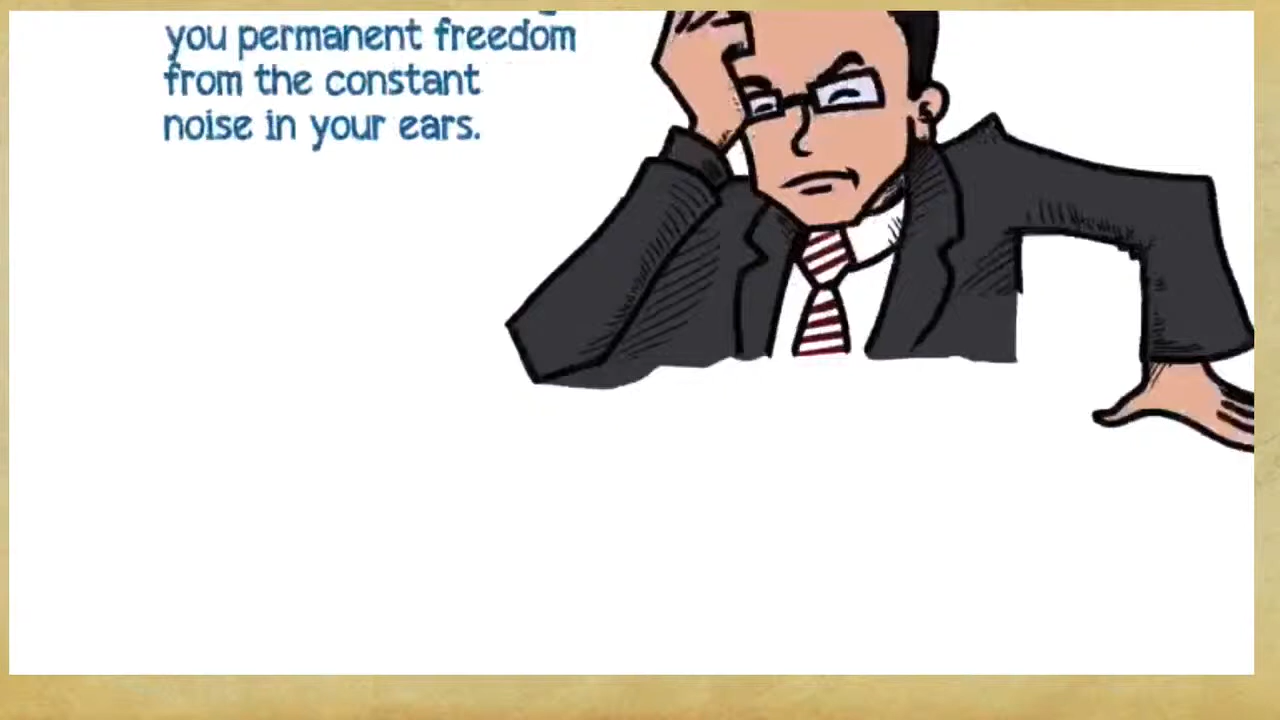 you permanent freedom
from the constant
noise in your ears.